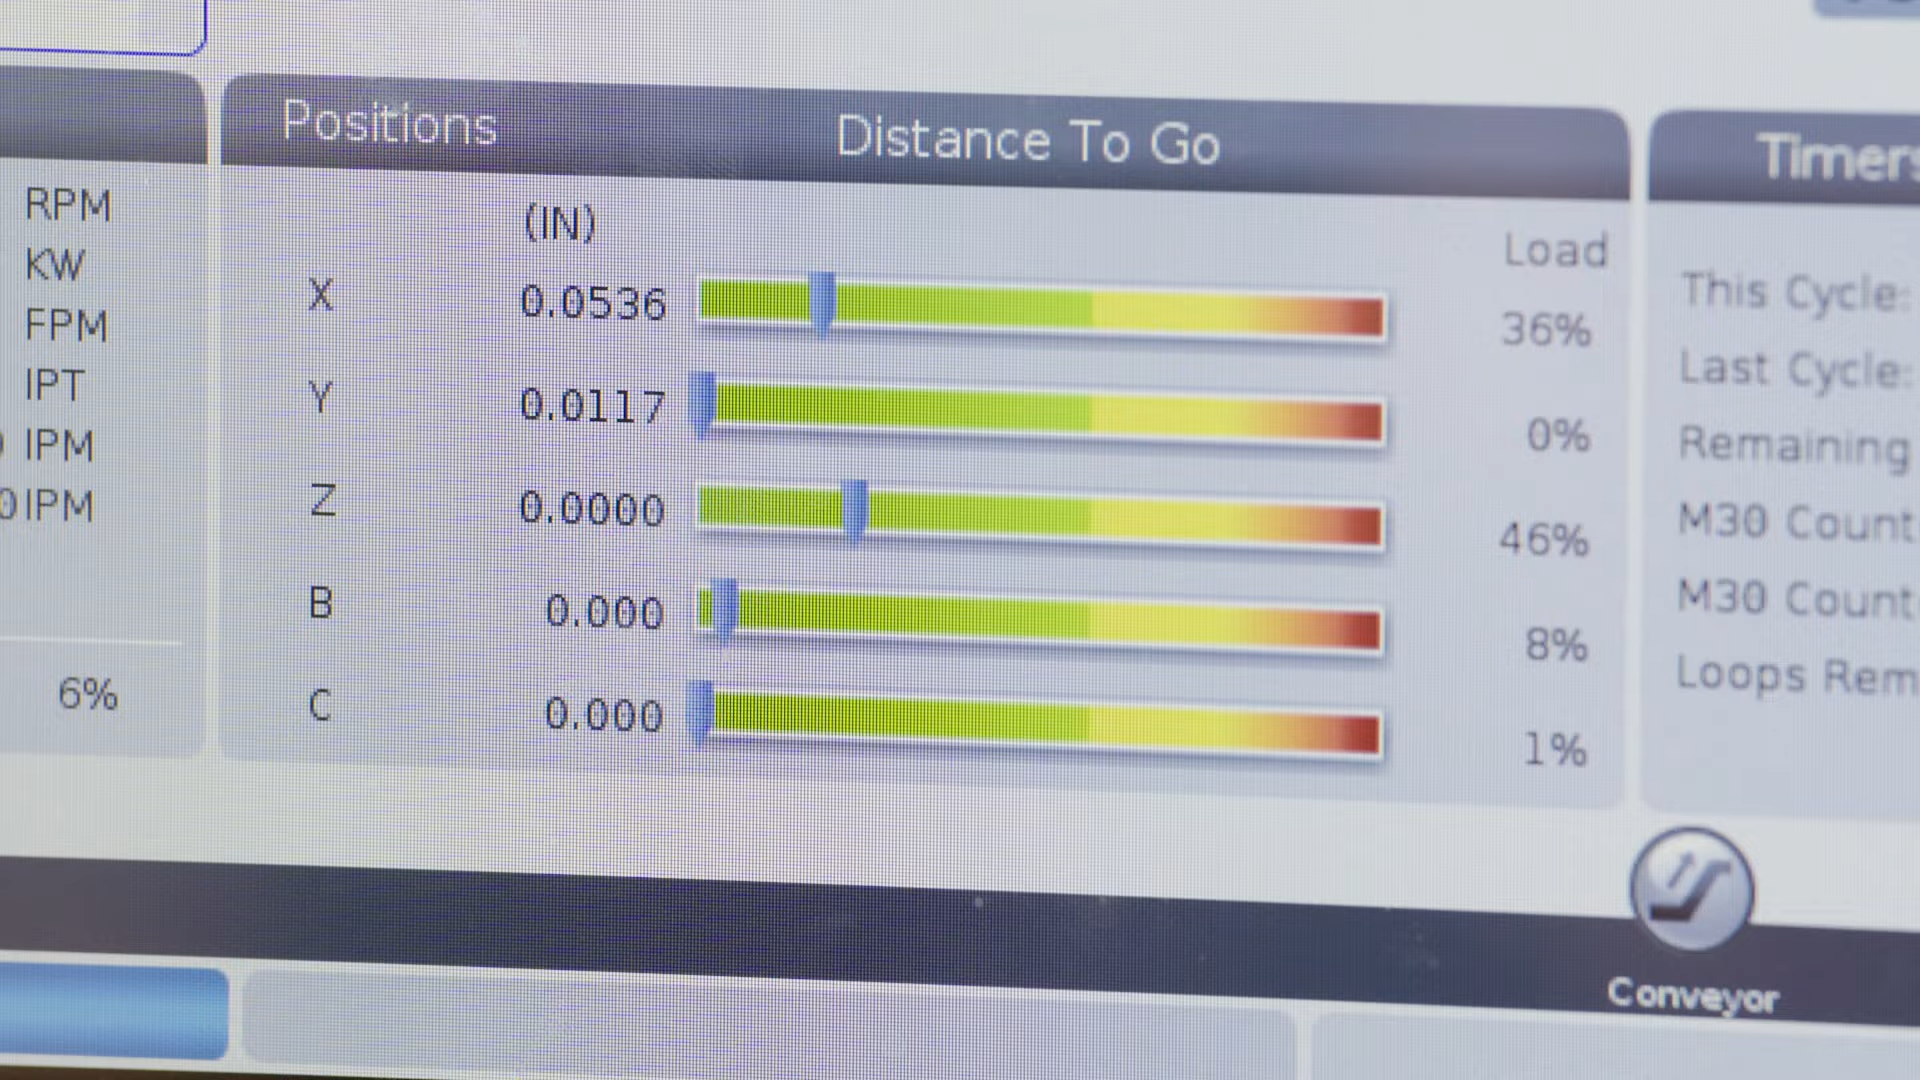 Positions Distance To Go
Timers
RPM
KW
FPM
IPT
IPM
IPM
6%
(IN)
Load
X 0.0536 36%
Y 0.0117 0%
Z 0.0000 46%
B 0.000 8%
C 0.000 1%
This Cycle:
Last Cycle:
Remaining
M30 Count
M30 Count
Loops Rem
Conveyor